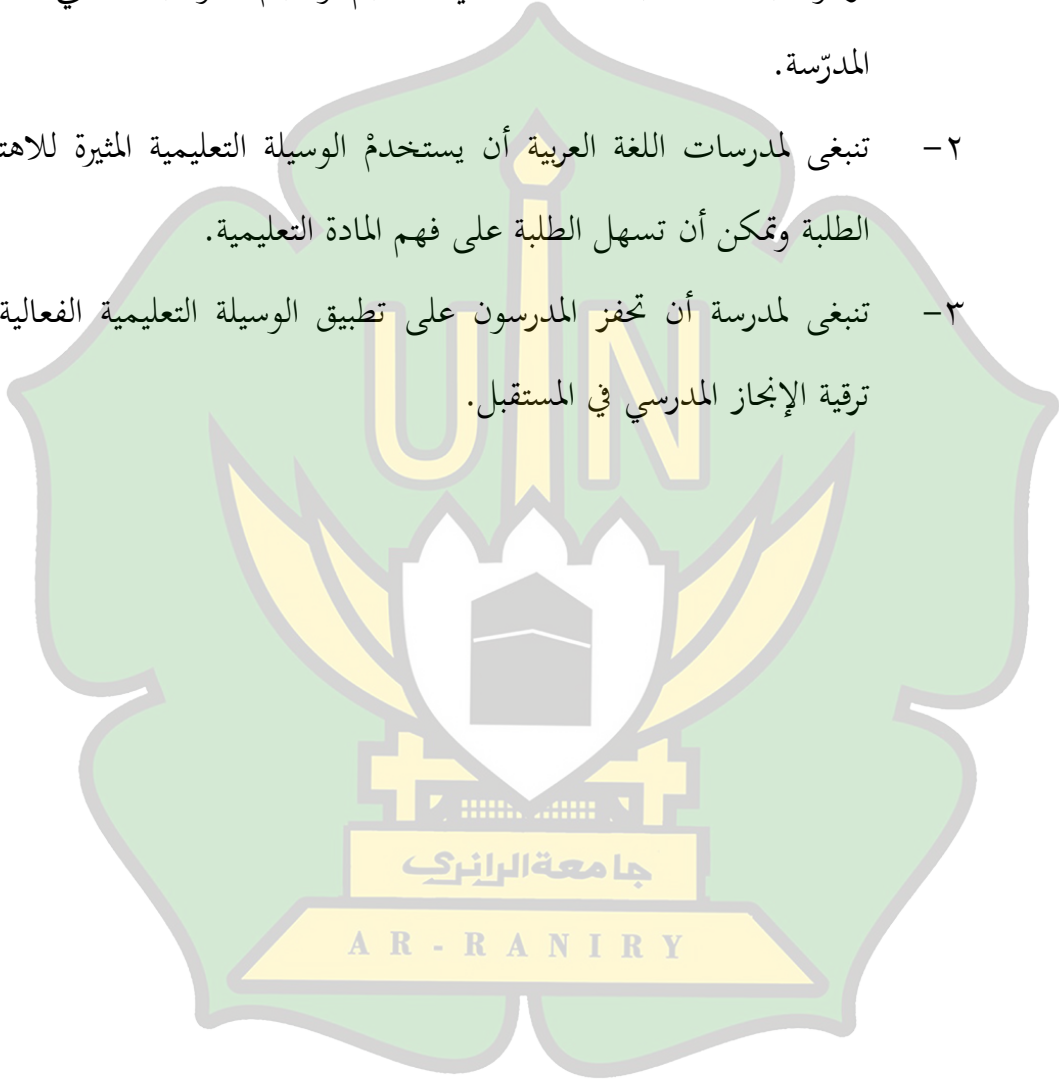 المدرّسة.
٢- تنبغى لمدرسات اللغة العربية أن يستخدمْ الوسيلة التعليمية المثيرة
الطلبة وتمكن أن تسهل الطلبة على فهم المادة التعليمية.
٣- تنبغى لمدرسة أن تحفز المدرسون على تطبيق الوسيلة التعليمية الفعالية
ترقية الإنجاز المدرسي في المستقبل.
UIN
جامعة الرانري
AR-RANIRY